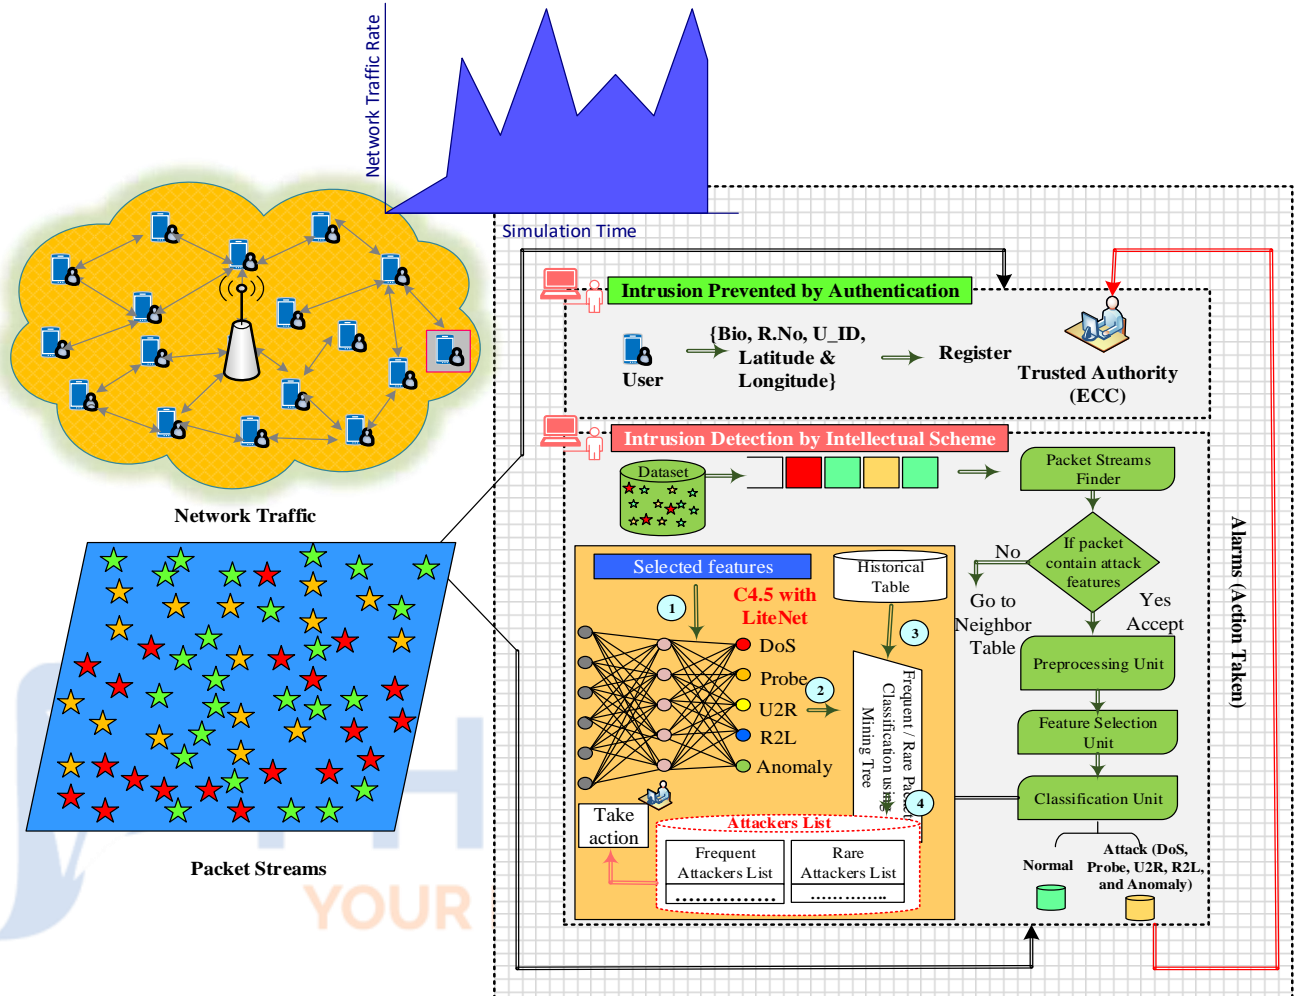 Network Traffic Rate
Simulation Time
Network Traffic
Packet Streams
Intrusion Prevented by Authentication
User
{Bio, R.No, U_ID,
Latitude &
Longitude}
Register
Trusted Authority
(ECC)
Intrusion Detection by Intellectual Scheme
Dataset
Packet Streams
Finder
If packet
contain attack
features
No
Go to
Neighbor
Table
Yes
Accept
Preprocessing Unit
Feature Selection
Unit
Classification Unit
Normal
Attack (DoS,
Probe, U2R, R2L,
and Anomaly)
Alarms (Action Taken)
Selected features
Historical
Table
C4.5 with
LiteNet
1
2
3
4
DoS
Probe
U2R
R2L
Anomaly
Frequent / Rare Packet
Classification using
Mining Tree
Take
action
Attackers List
Frequent
Attackers List
................
Rare
Attackers List
..............
YOUR